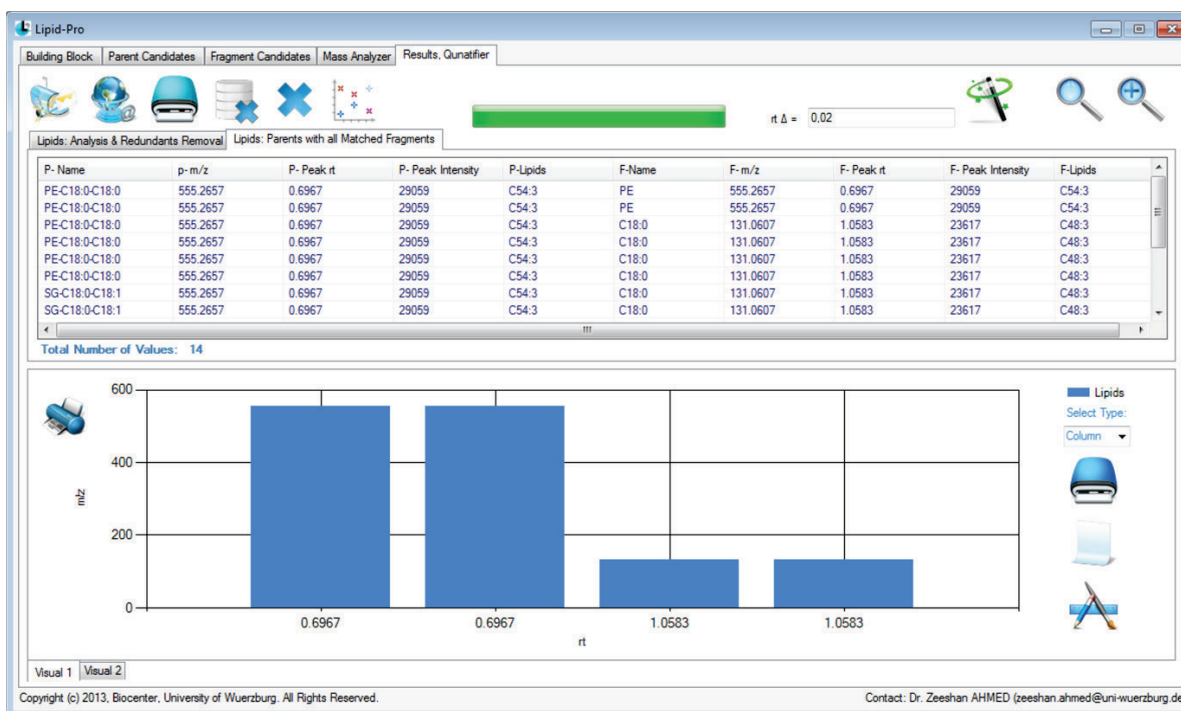 Lipid-Pro
Building Block Parent Candidates Fragment Candidates Mass Analyzer Results, Qunatifier
rt Δ = 0,02
Lipids: Analysis & Redundants Removal Lipids: Parents with all Matched Fragments
P- Name p- m/z P- Peak rt P- Peak Intensity P-Lipids F-Name F- m/z F- Peak rt F- Peak Intensity F-Lipids
PE-C18:0-C18:0 555.2657 0.6967 29059 C54:3 PE 555.2657 0.6967 29059 C54:3
PE-C18:0-C18:0 555.2657 0.6967 29059 C54:3 PE 555.2657 0.6967 29059 C54:3
PE-C18:0-C18:0 555.2657 0.6967 29059 C54:3 C18:0 131.0607 1.0583 23617 C48:3
PE-C18:0-C18:0 555.2657 0.6967 29059 C54:3 C18:0 131.0607 1.0583 23617 C48:3
PE-C18:0-C18:0 555.2657 0.6967 29059 C54:3 C18:0 131.0607 1.0583 23617 C48:3
PE-C18:0-C18:0 555.2657 0.6967 29059 C54:3 C18:0 131.0607 1.0583 23617 C48:3
SG-C18:0-C18:1 555.2657 0.6967 29059 C54:3 C18:0 131.0607 1.0583 23617 C48:3
SG-C18:0-C18:1 555.2657 0.6967 29059 C54:3 C18:0 131.0607 1.0583 23617 C48:3
Total Number of Values: 14
600
400
200
0
m/z
0.6967 0.6967 1.0583 1.0583
rt
Lipids
Select Type:
Column
Visual 1 Visual 2
Copyright (c) 2013, Biocenter, University of Wuerzburg. All Rights Reserved. Contact: Dr. Zeeshan AHMED (zeeshan.ahmed@uni-wuerzburg.de